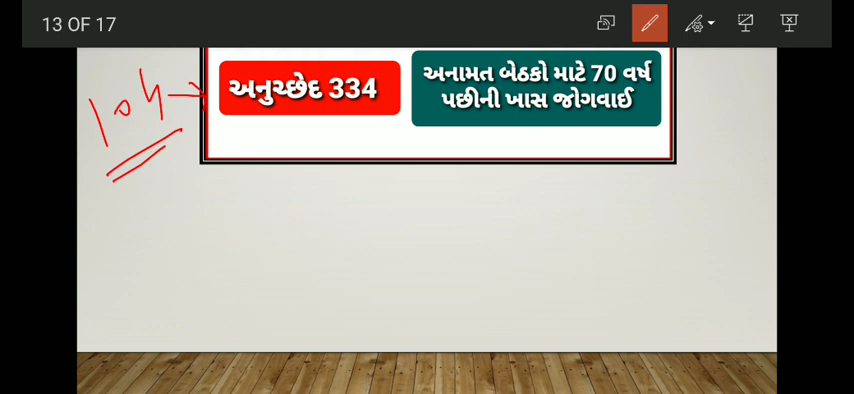 13 OF 17
104
અનુચ્છેદ 334
અનામત બેઠકો માટે 70 વર્ષ
પછીની ખાસ જોગવાઈ